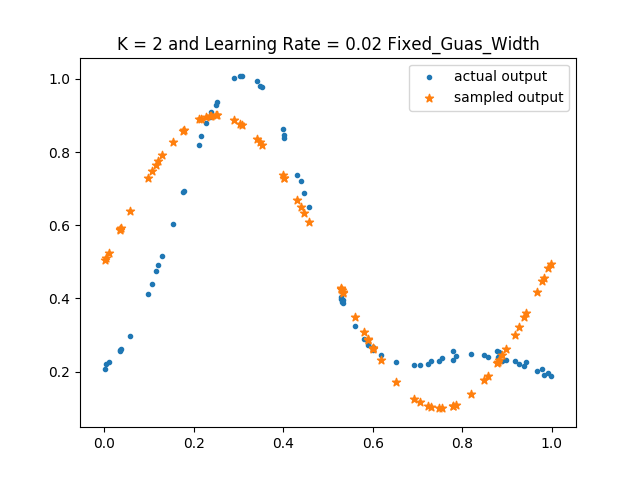 K = 2 and Learning Rate = 0.02 Fixed_Guas_Width
actual output
sampled output
1.0
0.8
0.6
0.4
0.2
0.0 0.2 0.4 0.6 0.8 1.0